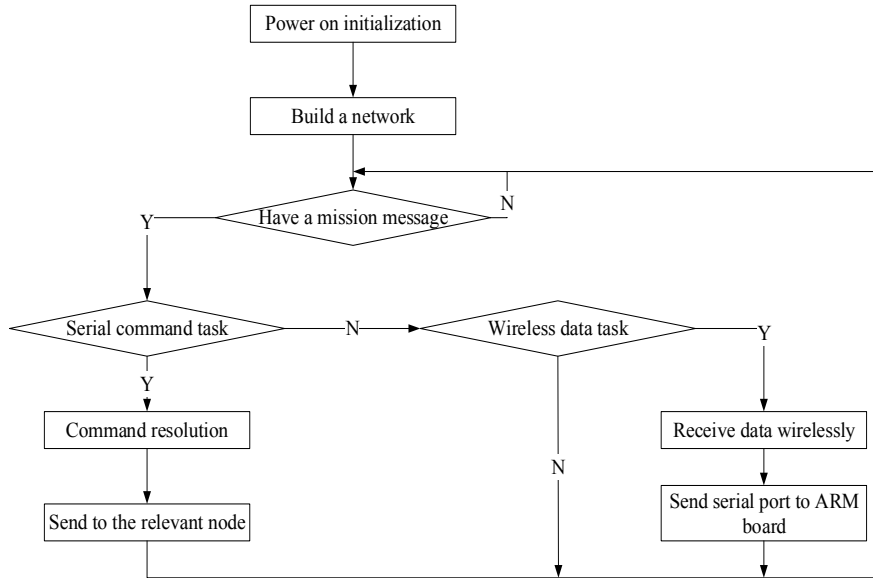 Power on initialization
Build a network
Have a mission message
N
Y
Serial command task
N
Wireless data task
Y
Y
Command resolution
Receive data wirelessly
N
Send to the relevant node
Send serial port to ARM
board